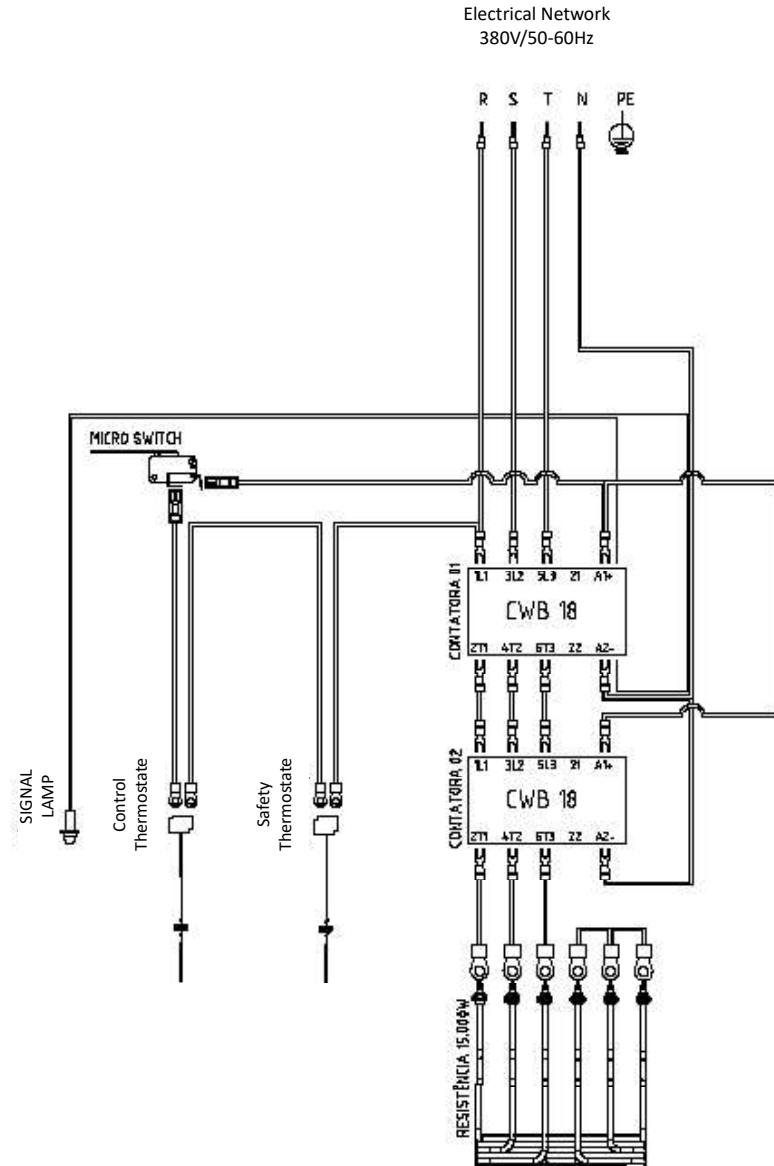 Electrical Network
380V/50-60Hz
R S T N PE
MICRO SWITCH
CONTATORA 01
1L1 3L2 5L3 21 A1+
CWB 18
2T1 4T2 6T3 22 A2-
SIGNAL
LAMP
Control
Thermostate
Safety
Thermostate
CONTATORA 02
1L1 3L2 5L3 21 A1+
CWB 18
2T1 4T2 6T3 22 A2-
RESISTÊNCIA 15.000W